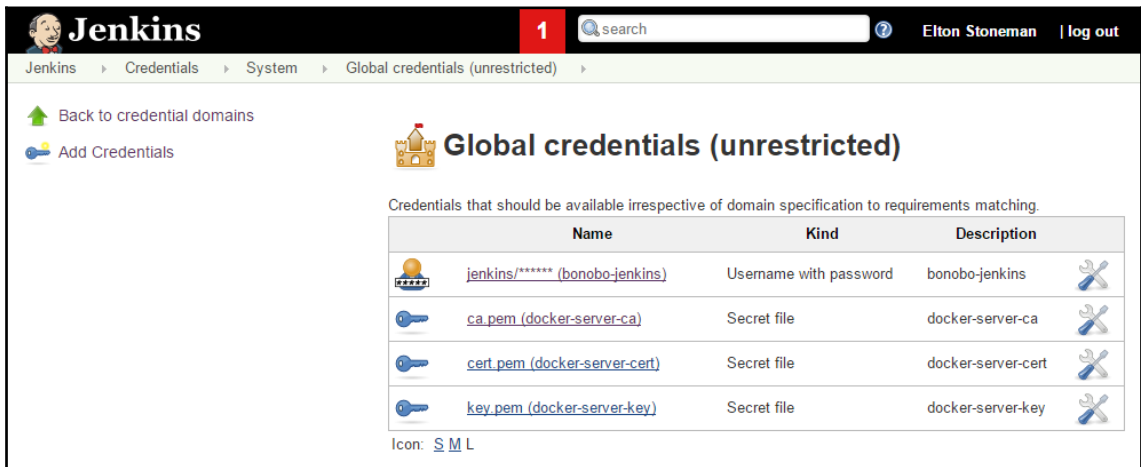 Jenkins 1 search Elton Stoneman | log out
Jenkins Credentials System Global credentials (unrestricted)
Back to credential domains
Add Credentials
Global credentials (unrestricted)
Credentials that should be available irrespective of domain specification to requirements matching.
Name Kind Description
jenkins/****** (bonobo-jenkins) Username with password bonobo-jenkins
ca.pem (docker-server-ca) Secret file docker-server-ca
cert.pem (docker-server-cert) Secret file docker-server-cert
key.pem (docker-server-key) Secret file docker-server-key
Icon: S M L